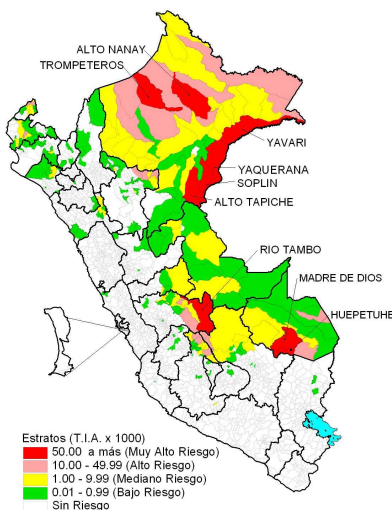 ALTO NANAY
TROMPETEROS
YAVARI
YAQUERANA
SOPLIN
ALTO TAPICHE
RIO TAMBO
MADRE DE DIOS
HUEPETUHE
Estratos (T.I.A. x 1000)
50.00 a más (Muy Alto Riesgo)
10.00 - 49.99 (Alto Riesgo)
1.00 - 9.99 (Mediano Riesgo)
0.01 - 0.99 (Bajo Riesgo)
Sin Riesgo